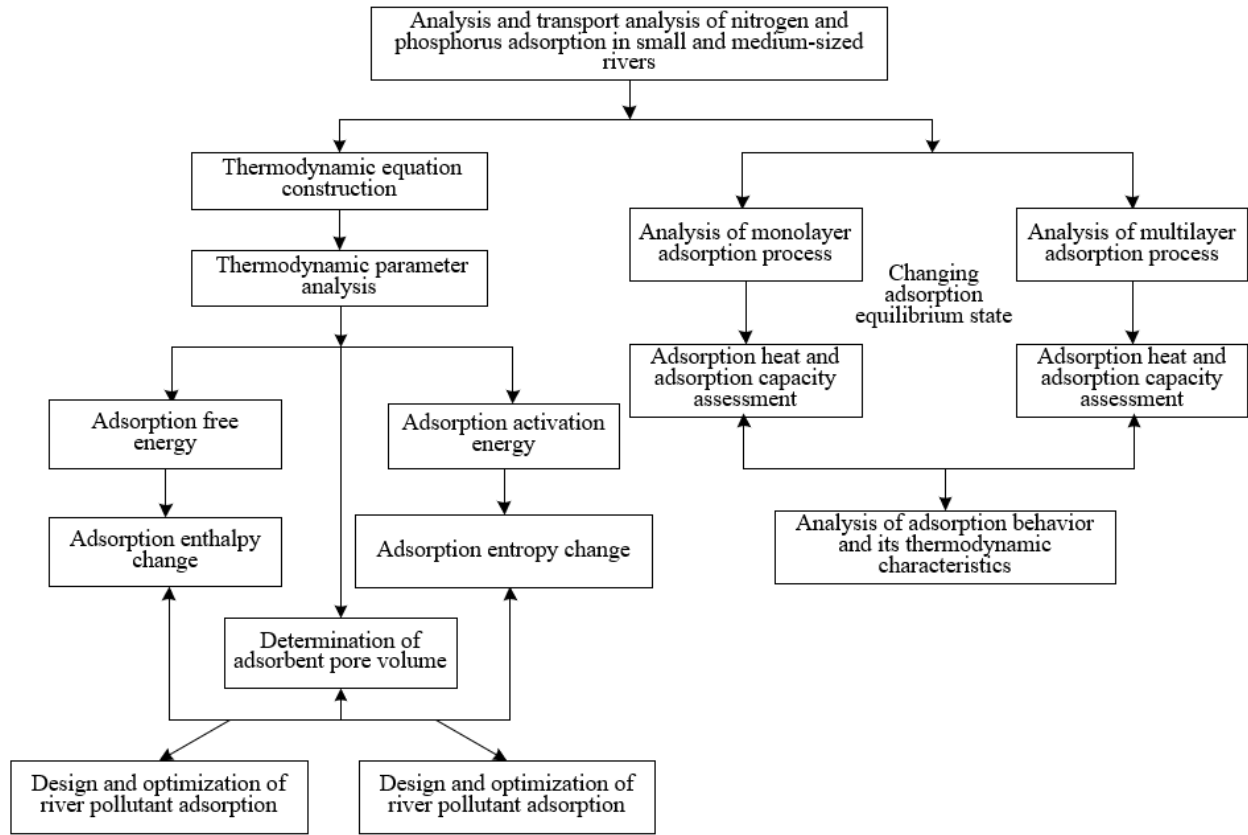 Analysis and transport analysis of nitrogen and
phosphorus adsorption in small and medium-sized
rivers
Thermodynamic equation
construction
Thermodynamic parameter
analysis
Adsorption free
energy
Adsorption activation
energy
Adsorption enthalpy
change
Adsorption entropy change
Determination of
adsorbent pore volume
Design and optimization of
river pollutant adsorption
Design and optimization of
river pollutant adsorption
Analysis of monolayer
adsorption process
Analysis of multilayer
adsorption process
Changing
adsorption
equilibrium state
Adsorption heat and
adsorption capacity
assessment
Adsorption heat and
adsorption capacity
assessment
Analysis of adsorption behavior
and its thermodynamic
characteristics